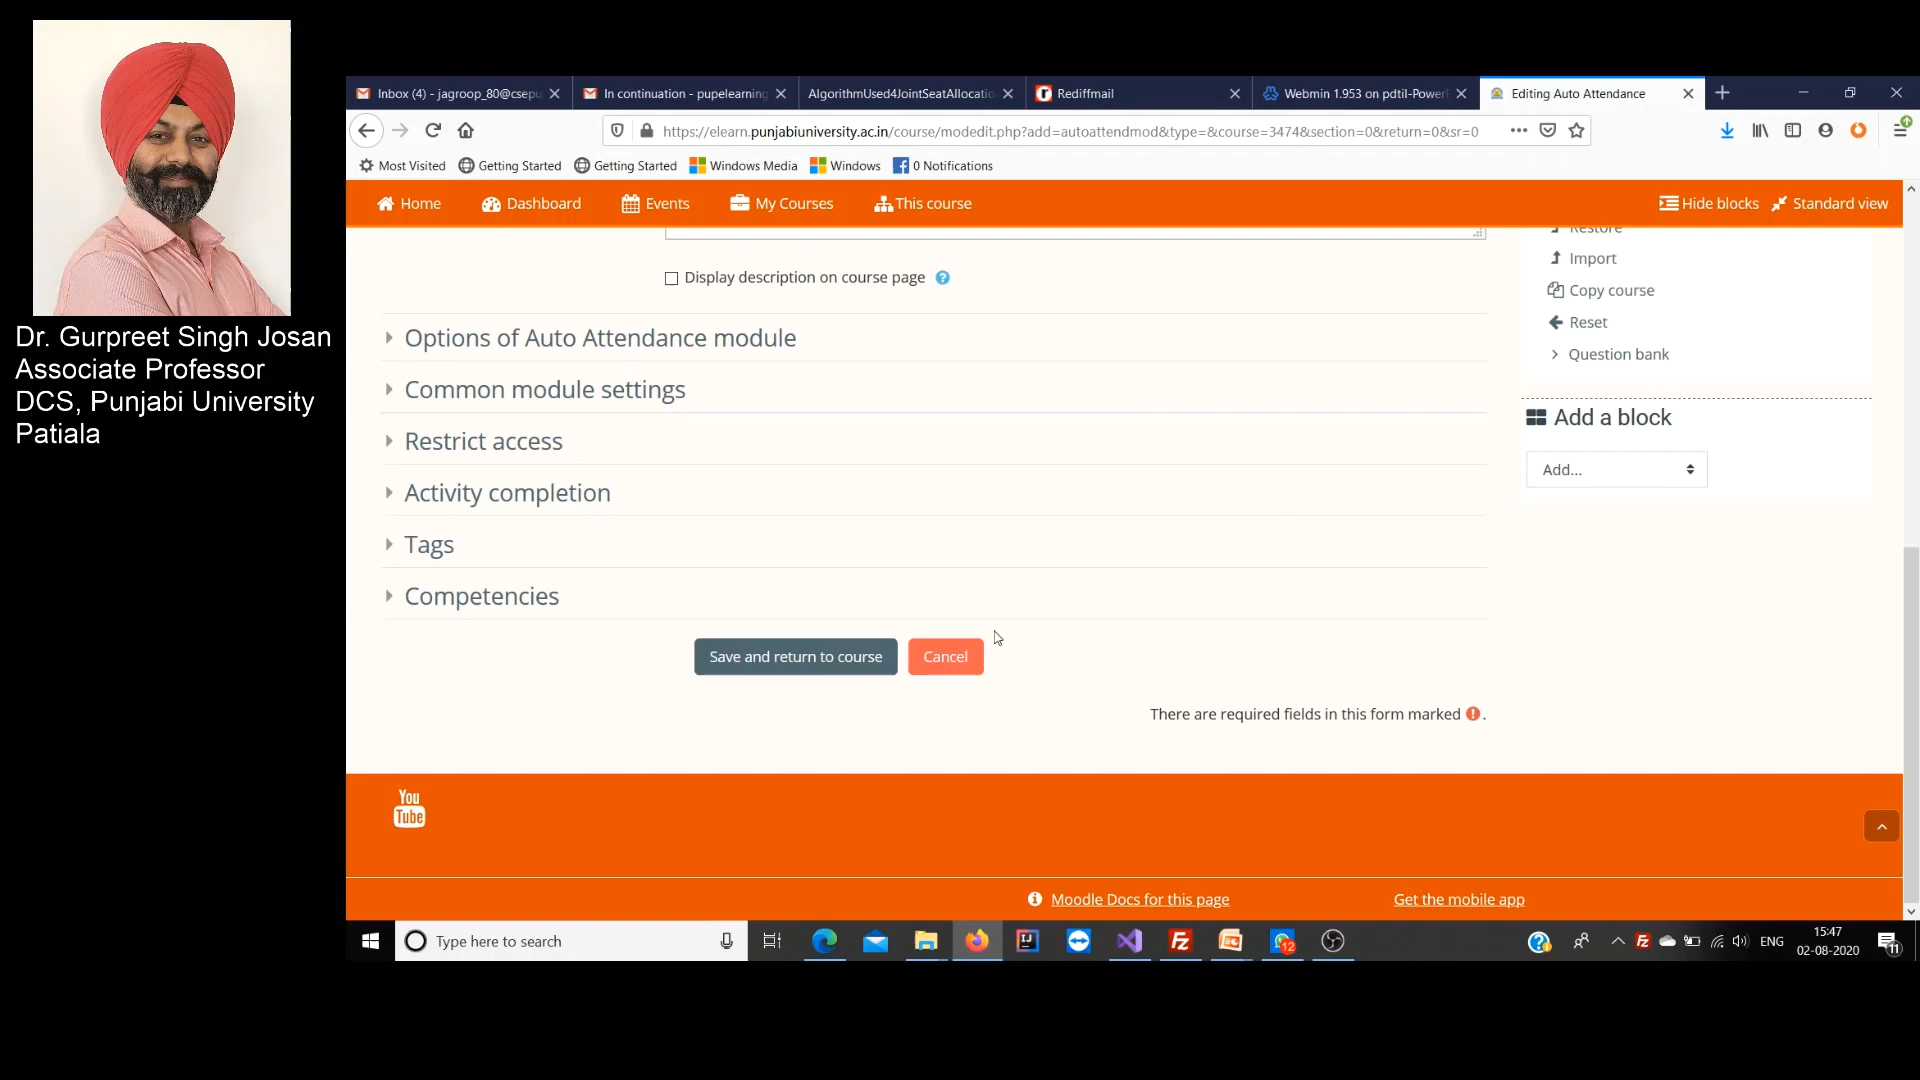 Dr. Gurpreet Singh Josan
Associate Professor
DCS, Punjabi University
Patiala
Inbox (4) - jagroop_80@csepu
In continuation - pupelearning
AlgorithmUsed4JointSeatAllocatio
Rediffmail
Webmin 1.953 on pdtil-PowerE
Editing Auto Attendance
https://elearn.punjabiuniversity.ac.in/course/modedit.php?add=autoattendmod&type=&course=3474&section=0&return=0&sr=0
Most Visited
Getting Started
Getting Started
Windows Media
Windows
0 Notifications
Home
Dashboard
Events
My Courses
This course
Hide blocks
Standard view
Restore
Import
Copy course
Reset
Question bank
Add a block
Add...
Display description on course page
Options of Auto Attendance module
Common module settings
Restrict access
Activity completion
Tags
Competencies
Save and return to course
Cancel
There are required fields in this form marked .
You
Tube
Moodle Docs for this page
Get the mobile app
Type here to search
12
ENG
15:47
02-08-2020
11